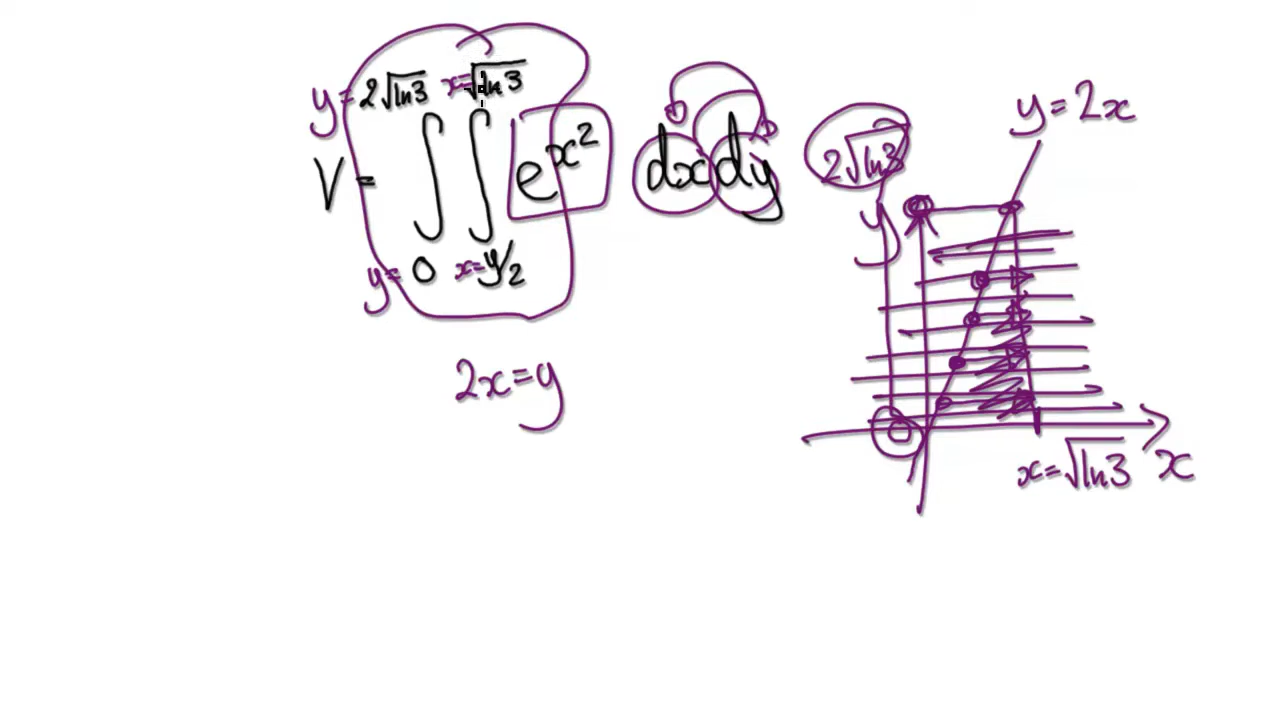 y=2√ln3 x=√ln3
V = ∫ ∫ e^x² dx dy
y=0 x=y/2
2x=y
y=2x
2√ln3
y
x=√ln3 x